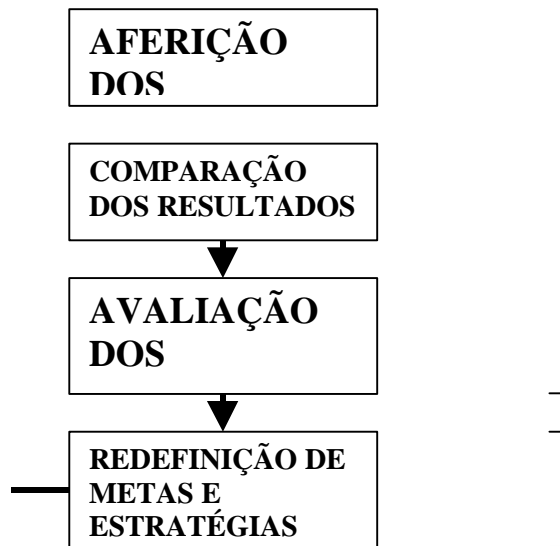 AFERIÇÃO
DOS
COMPARAÇÃO
DOS RESULTADOS
AVALIAÇÃO
DOS
REDEFINIÇÃO DE
METAS E
ESTRATÉGIAS